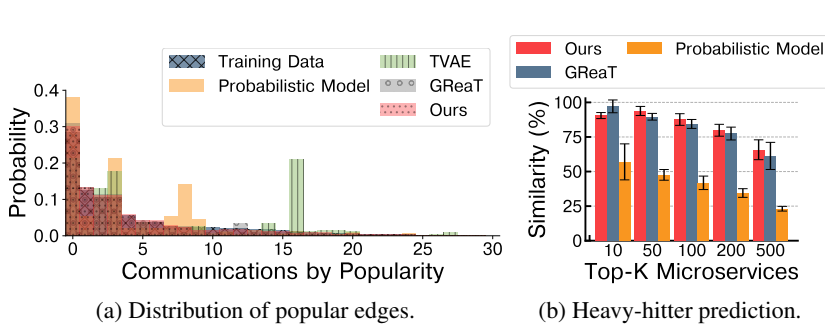 Training Data
Probabilistic Model
TVAE
GReaT
Ours
Probability
0.4
0.3
0.2
0.1
0.0
0 5 10 15 20 25 30
Communications by Popularity
(a) Distribution of popular edges.
Ours
GReaT
Probabilistic Model
Similarity (%)
100
75
50
25
0
10 50 100 200 500
Top-K Microservices
(b) Heavy-hitter prediction.